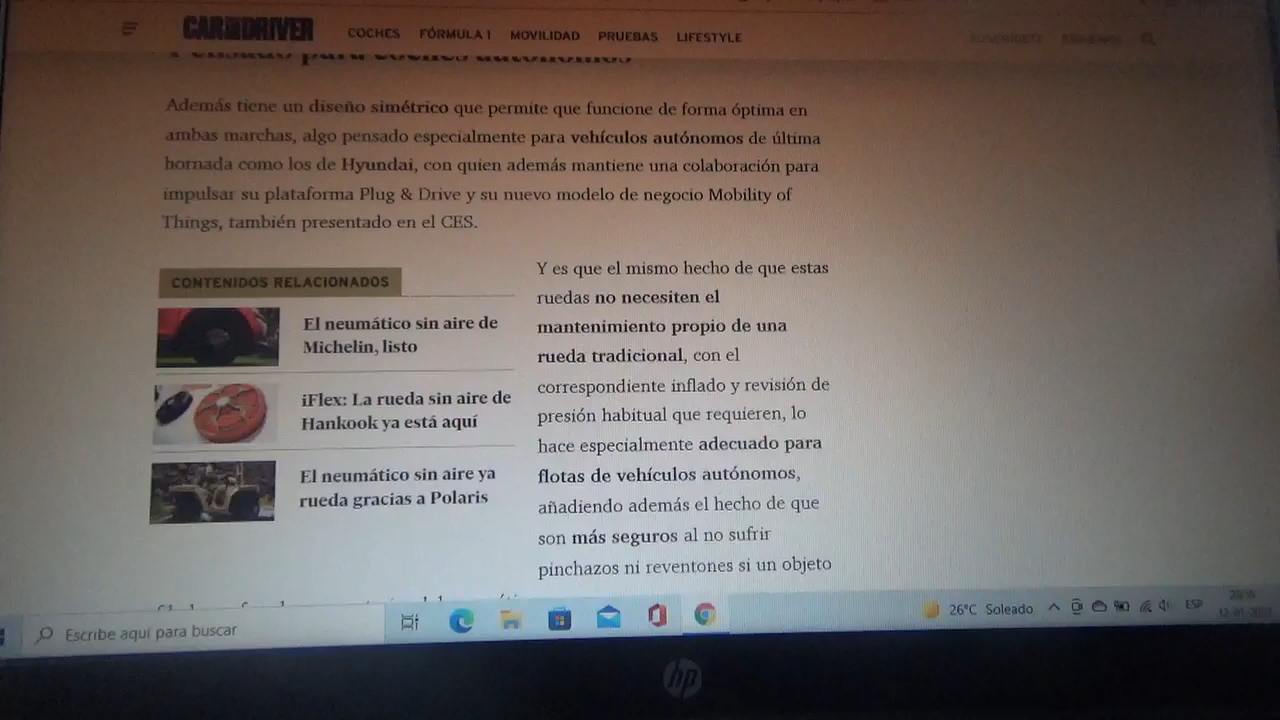 CAR AND DRIVER
COCHES FÓRMULA 1 MOVILIDAD PRUEBAS LIFESTYLE
SUSCRÍBETE SÍGUENOS
Pensado para coches autónomos
Además tiene un diseño simétrico que permite que funcione de forma óptima en
ambas marchas, algo pensado especialmente para vehículos autónomos de última
hornada como los de Hyundai, con quien además mantiene una colaboración para
impulsar su plataforma Plug & Drive y su nuevo modelo de negocio Mobility of
Things, también presentado en el CES.
CONTENIDOS RELACIONADOS
El neumático sin aire de
Michelin, listo
iFlex: La rueda sin aire de
Hankook ya está aquí
El neumático sin aire ya
rueda gracias a Polaris
Y es que el mismo hecho de que estas
ruedas no necesiten el
mantenimiento propio de una
rueda tradicional, con el
correspondiente inflado y revisión de
presión habitual que requieren, lo
hace especialmente adecuado para
flotas de vehículos autónomos,
añadiendo además el hecho de que
son más seguros al no sufrir
pinchazos ni reventones si un objeto
Escribe aquí para buscar
26°C Soleado
ESP
hp